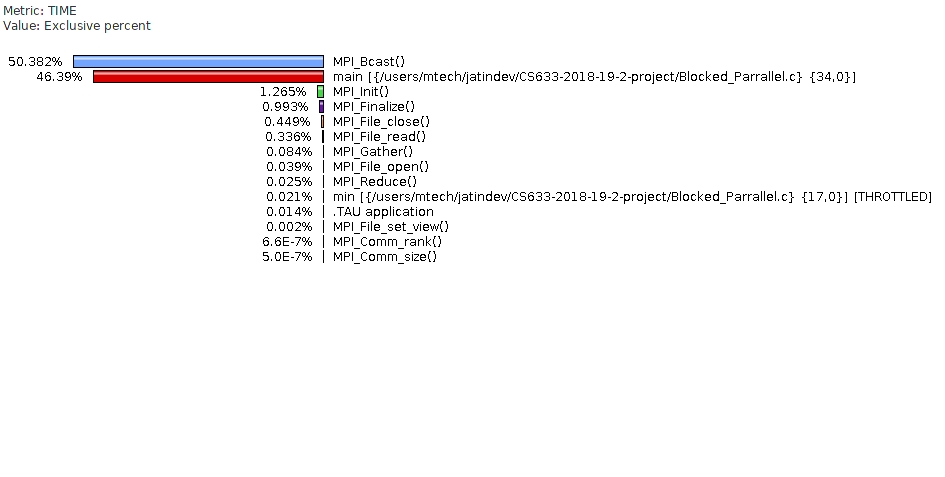 Metric: TIME
Value: Exclusive percent
50.382% MPI_Bcast()
46.39% main [{/users/mtech/jatindev/CS633-2018-19-2-project/Blocked_Parrallel.c} {34,0}]
1.265% MPI_Init()
0.993% MPI_Finalize()
0.449% MPI_File_close()
0.336% MPI_File_read()
0.084% MPI_Gather()
0.039% MPI_File_open()
0.025% MPI_Reduce()
0.021% min [{/users/mtech/jatindev/CS633-2018-19-2-project/Blocked_Parrallel.c} {17,0}] [THROTTLED]
0.014% .TAU application
0.002% MPI_File_set_view()
6.6E-7% MPI_Comm_rank()
5.0E-7% MPI_Comm_size()